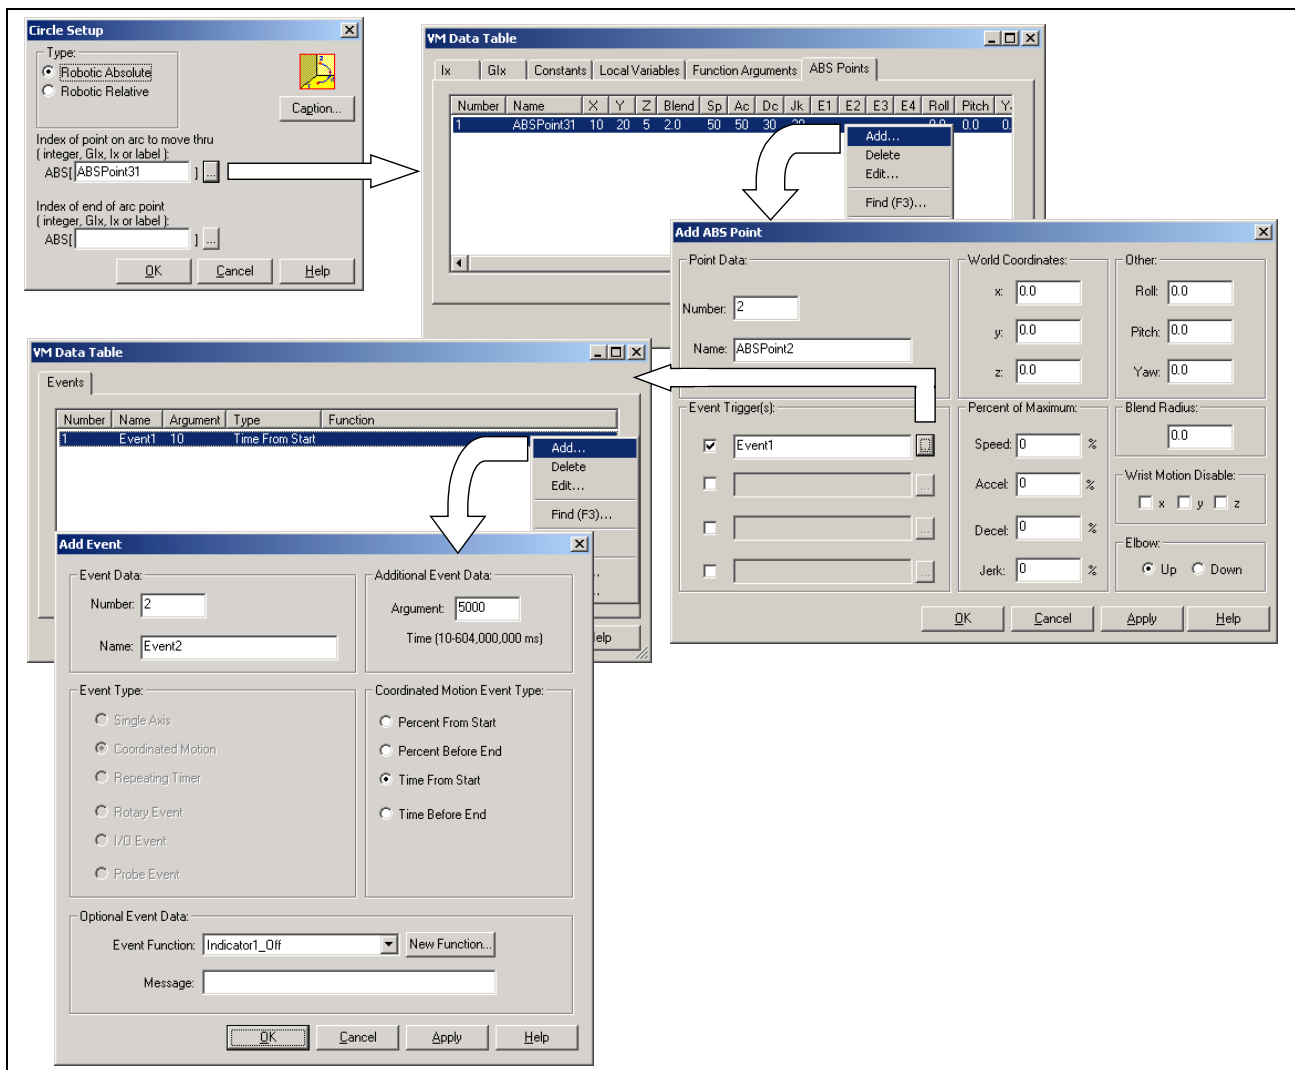 Circle Setup
Type:
Robotic Absolute
Robotic Relative
Caption...
Index of point on arc to move thru
( integer, GIx, Ix or label ):
ABS[ ABSPoint31 ] ...
Index of end of arc point
( integer, GIx, Ix or label ):
ABS[ ] ...
OK Cancel Help
VM Data Table
Ix GIx Constants Local Variables Function Arguments ABS Points
Number Name X Y Z Blend Sp Ac Dc Jk E1 E2 E3 E4 Roll Pitch
1 ABSPoint31 10 20 5 2.0 50 50 30 0.0
Add...
Delete
Edit...
Find (F3)...
Add ABS Point
Point Data:
Number: 2
Name: ABSPoint2
World Coordinates:
x: 0.0
y: 0.0
z: 0.0
Other:
Roll: 0.0
Pitch: 0.0
Yaw: 0.0
Event Trigger(s):
Event1 ...
...
...
...
Percent of Maximum:
Speed: 0 %
Accel: 0 %
Decel: 0 %
Jerk: 0 %
Blend Radius:
0.0
Wrist Motion Disable:
x y z
Elbow:
Up Down
OK Cancel Apply Help
VM Data Table
Events
Number Name Argument Type Function
1 Event1 10 Time From Start
Add...
Delete
Edit...
Find (F3)...
Add Event
Event Data:
Number: 2
Name: Event2
Additional Event Data:
Argument: 5000
Time (10-604,000,000 ms)
Event Type:
Single Axis
Coordinated Motion
Repeating Timer
Rotary Event
I/O Event
Probe Event
Coordinated Motion Event Type:
Percent From Start
Percent Before End
Time From Start
Time Before End
Optional Event Data:
Event Function: Indicator1_Off New Function...
Message:
OK Cancel Apply Help